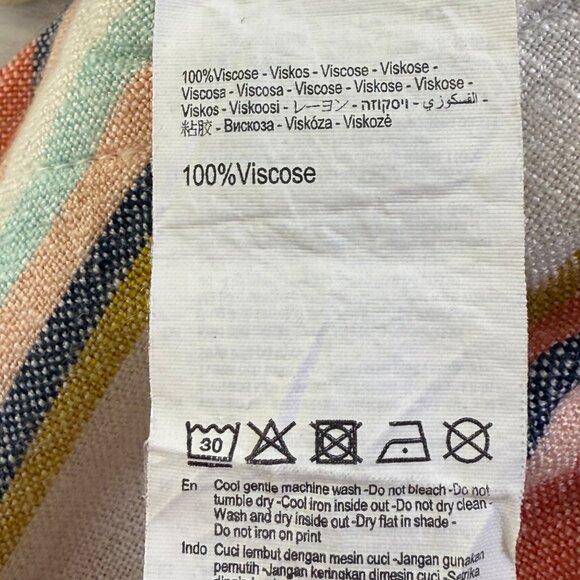 100%Viscose - Viskos - Viscose - Viskose -
Viscosa - Viscosa - Viscose - Viskose - Viskose -
Viskos - Viskoosi - レーヨン - ויסקוזה - الفسكوزي -
粘胶 - Вискоза - Viskóza - Viskozė
100%Viscose
30
En Cool gentle machine wash -Do not bleach -Do not
tumble dry -Cool iron inside out -Do not dry clean -
Wash and dry inside out -Dry flat in shade -
Do not iron on print
Indo Cuci lembut dengan mesin cuci -Jangan gunakan
pemutih -Jangan keringkan dimesin cuci -Setrika